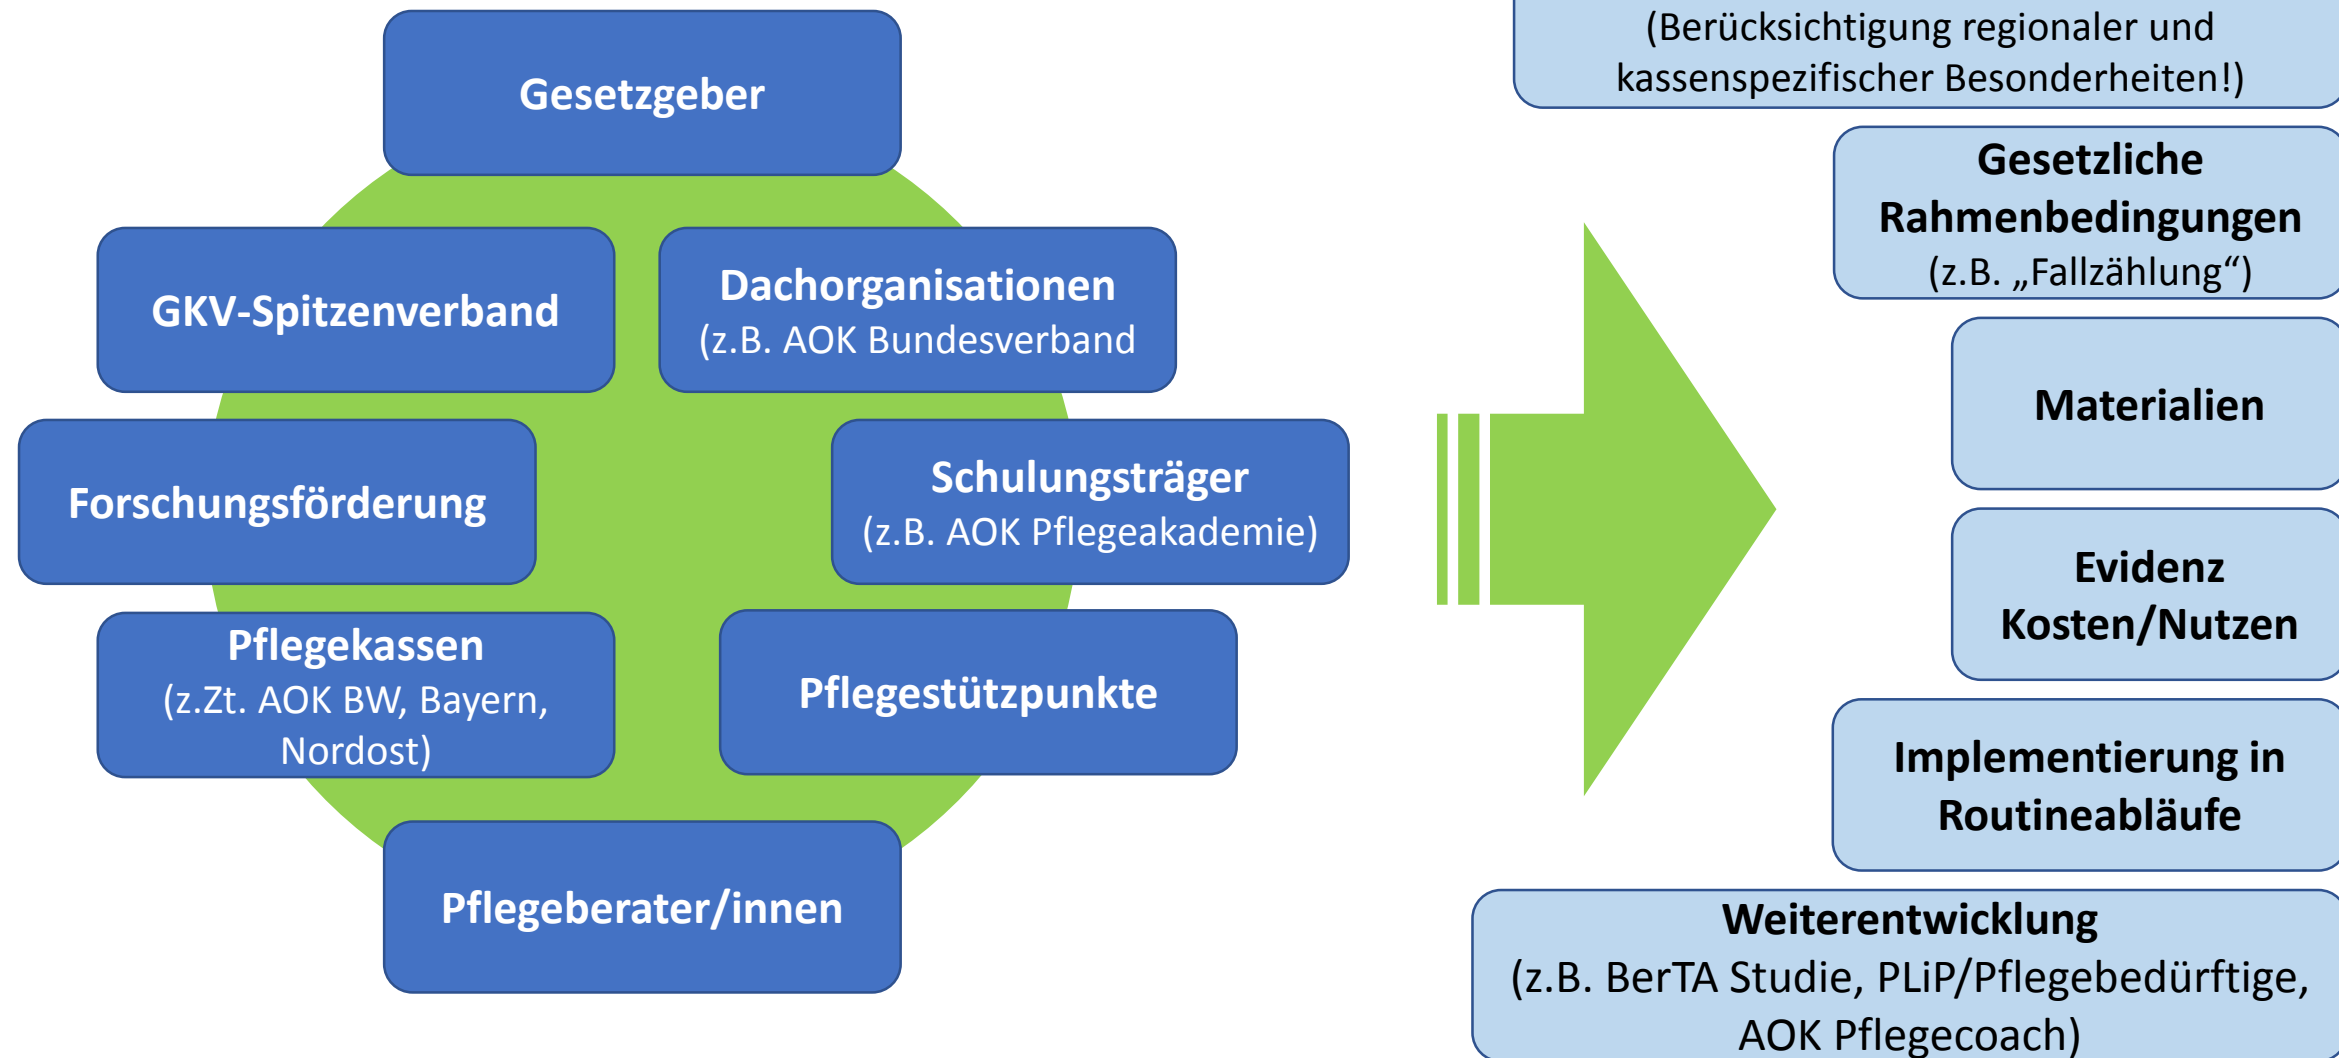 Gesetzgeber
GKV-Spitzenverband
Dachorganisationen
(z.B. AOK Bundesverband
Forschungsförderung
Schulungsträger
(z.B. AOK Pflegeakademie)
Pflegekassen
(z.Zt. AOK BW, Bayern,
Nordost)
Pflegestützpunkte
Pflegeberater/innen
(Berücksichtigung regionaler und
kassenspezifischer Besonderheiten!)
Gesetzliche
Rahmenbedingungen
(z.B. „Fallzählung“)
Materialien
Evidenz
Kosten/Nutzen
Implementierung in
Routineabläufe
Weiterentwicklung
(z.B. BerTA Studie, PLiP/Pflegebedürftige,
AOK Pflegecoach)